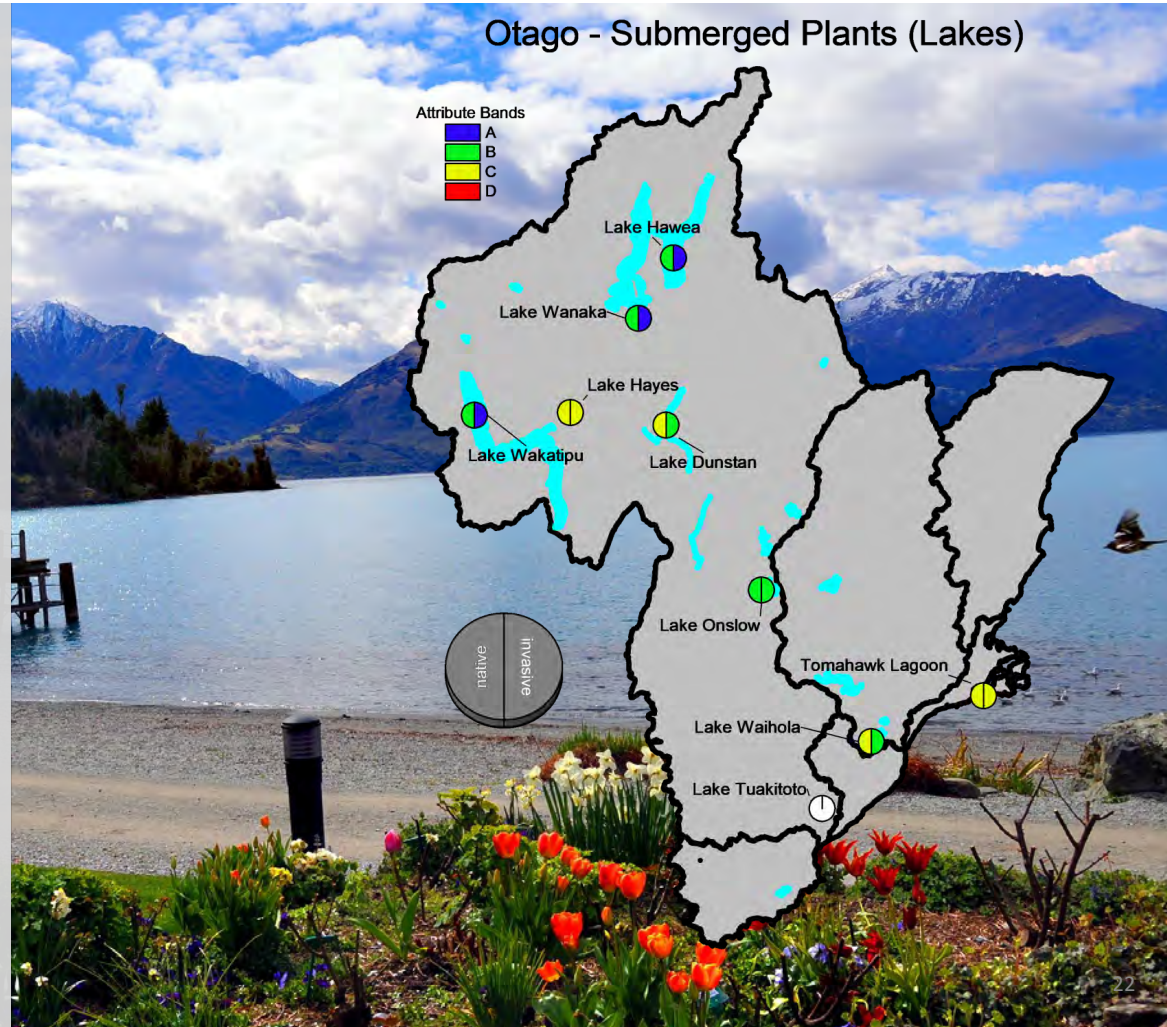 Otago - Submerged Plants (Lakes)
Attribute Bands
A
B
C
D
Lake Hawea
Lake Wanaka
Lake Hayes
Lake Wakatipu
Lake Dunstan
Lake Onslow
native
invasive
Tomahawk Lagoon
Lake Waihola
Lake Tuakitoto
22